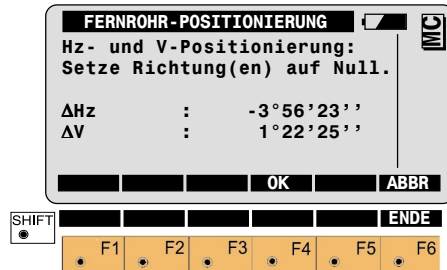 FERNROHR-POSITIONIERUNG
MC
Hz- und V-Positionierung:
Setze Richtung(en) auf Null.
ΔHz : -3°56'23''
ΔV : 1°22'25''
OK ABBR
SHIFT ENDE
F1 F2 F3 F4 F5 F6